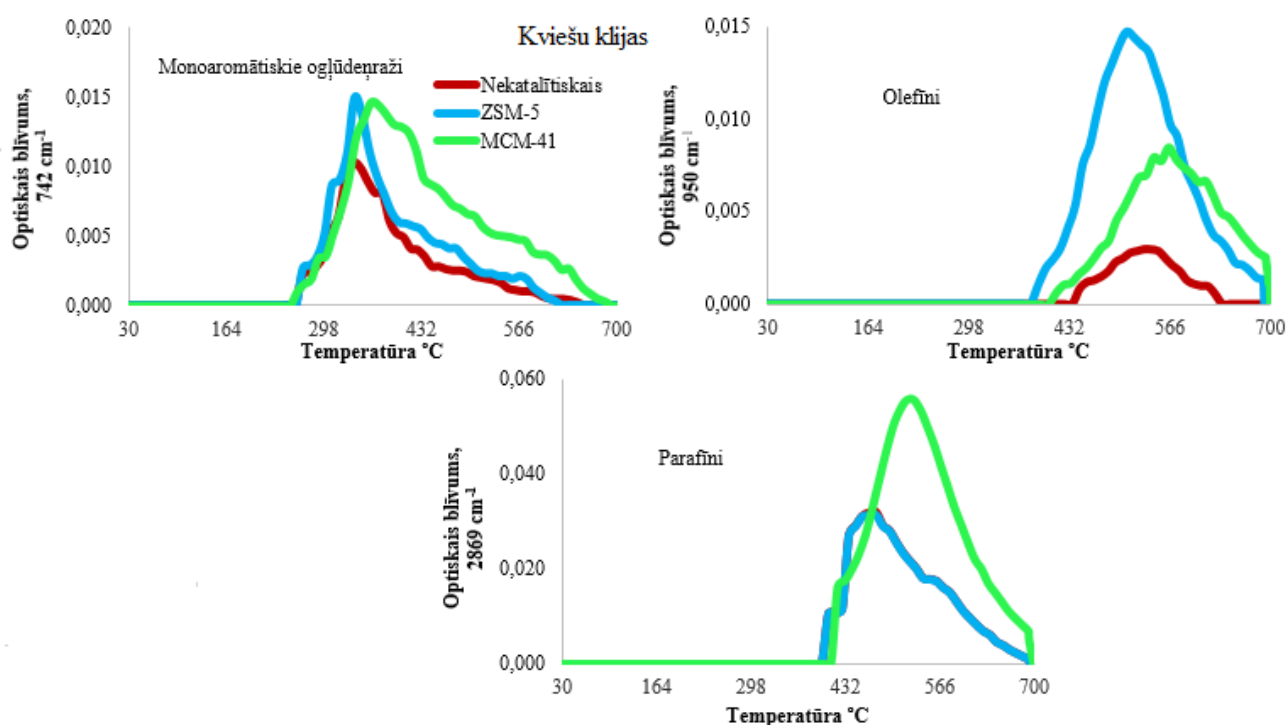 Kviešu klijas
Monoaromātiskie ogļūdeņraži
Nekatalītiskais
ZSM-5
MCM-41
Optiskais blīvums,
742 cm⁻¹
0,020
0,015
0,010
0,005
0,000
30 164 298 432 566 700
Temperatūra °C
Olefīni
Optiskais blīvums,
950 cm⁻¹
0,015
0,010
0,005
0,000
30 164 298 432 566 700
Temperatūra °C
Parafīni
Optiskais blīvums,
2869 cm⁻¹
0,060
0,040
0,020
0,000
30 164 298 432 566 700
Temperatūra °C